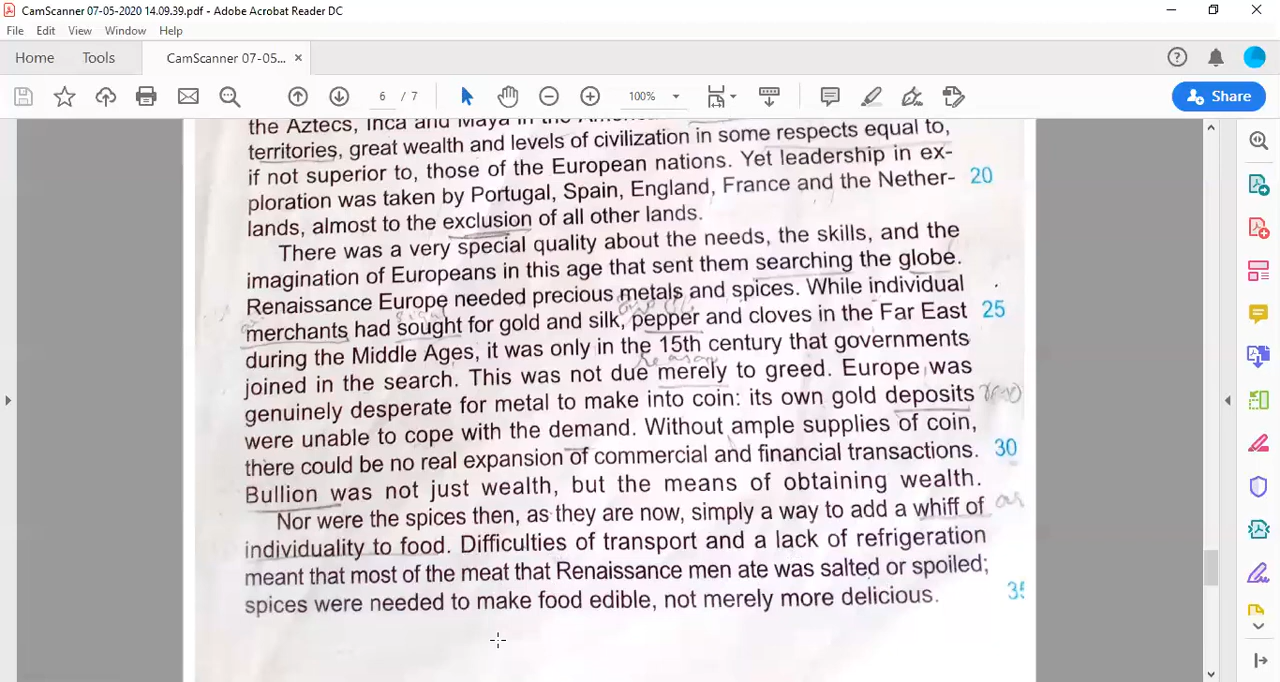 CamScanner 07-05-2020 14.09.39.pdf - Adobe Acrobat Reader DC
File Edit View Window Help
Home Tools CamScanner 07-05... ×
6 / 7 100% Share
the Aztecs, Inca and Maya in the
territories, great wealth and levels of civilization in some respects equal to,
if not superior to, those of the European nations. Yet leadership in ex-
ploration was taken by Portugal, Spain, England, France and the Nether- 20
lands, almost to the exclusion of all other lands.
There was a very special quality about the needs, the skills, and the
imagination of Europeans in this age that sent them searching the globe.
Renaissance Europe needed precious metals and spices. While individual
merchants had sought for gold and silk, pepper and cloves in the Far East 25
during the Middle Ages, it was only in the 15th century that governments
joined in the search. This was not due merely to greed. Europe was
genuinely desperate for metal to make into coin: its own gold deposits
were unable to cope with the demand. Without ample supplies of coin,
there could be no real expansion of commercial and financial transactions. 30
Bullion was not just wealth, but the means of obtaining wealth.
Nor were the spices then, as they are now, simply a way to add a whiff of
individuality to food. Difficulties of transport and a lack of refrigeration
meant that most of the meat that Renaissance men ate was salted or spoiled;
spices were needed to make food edible, not merely more delicious. 35